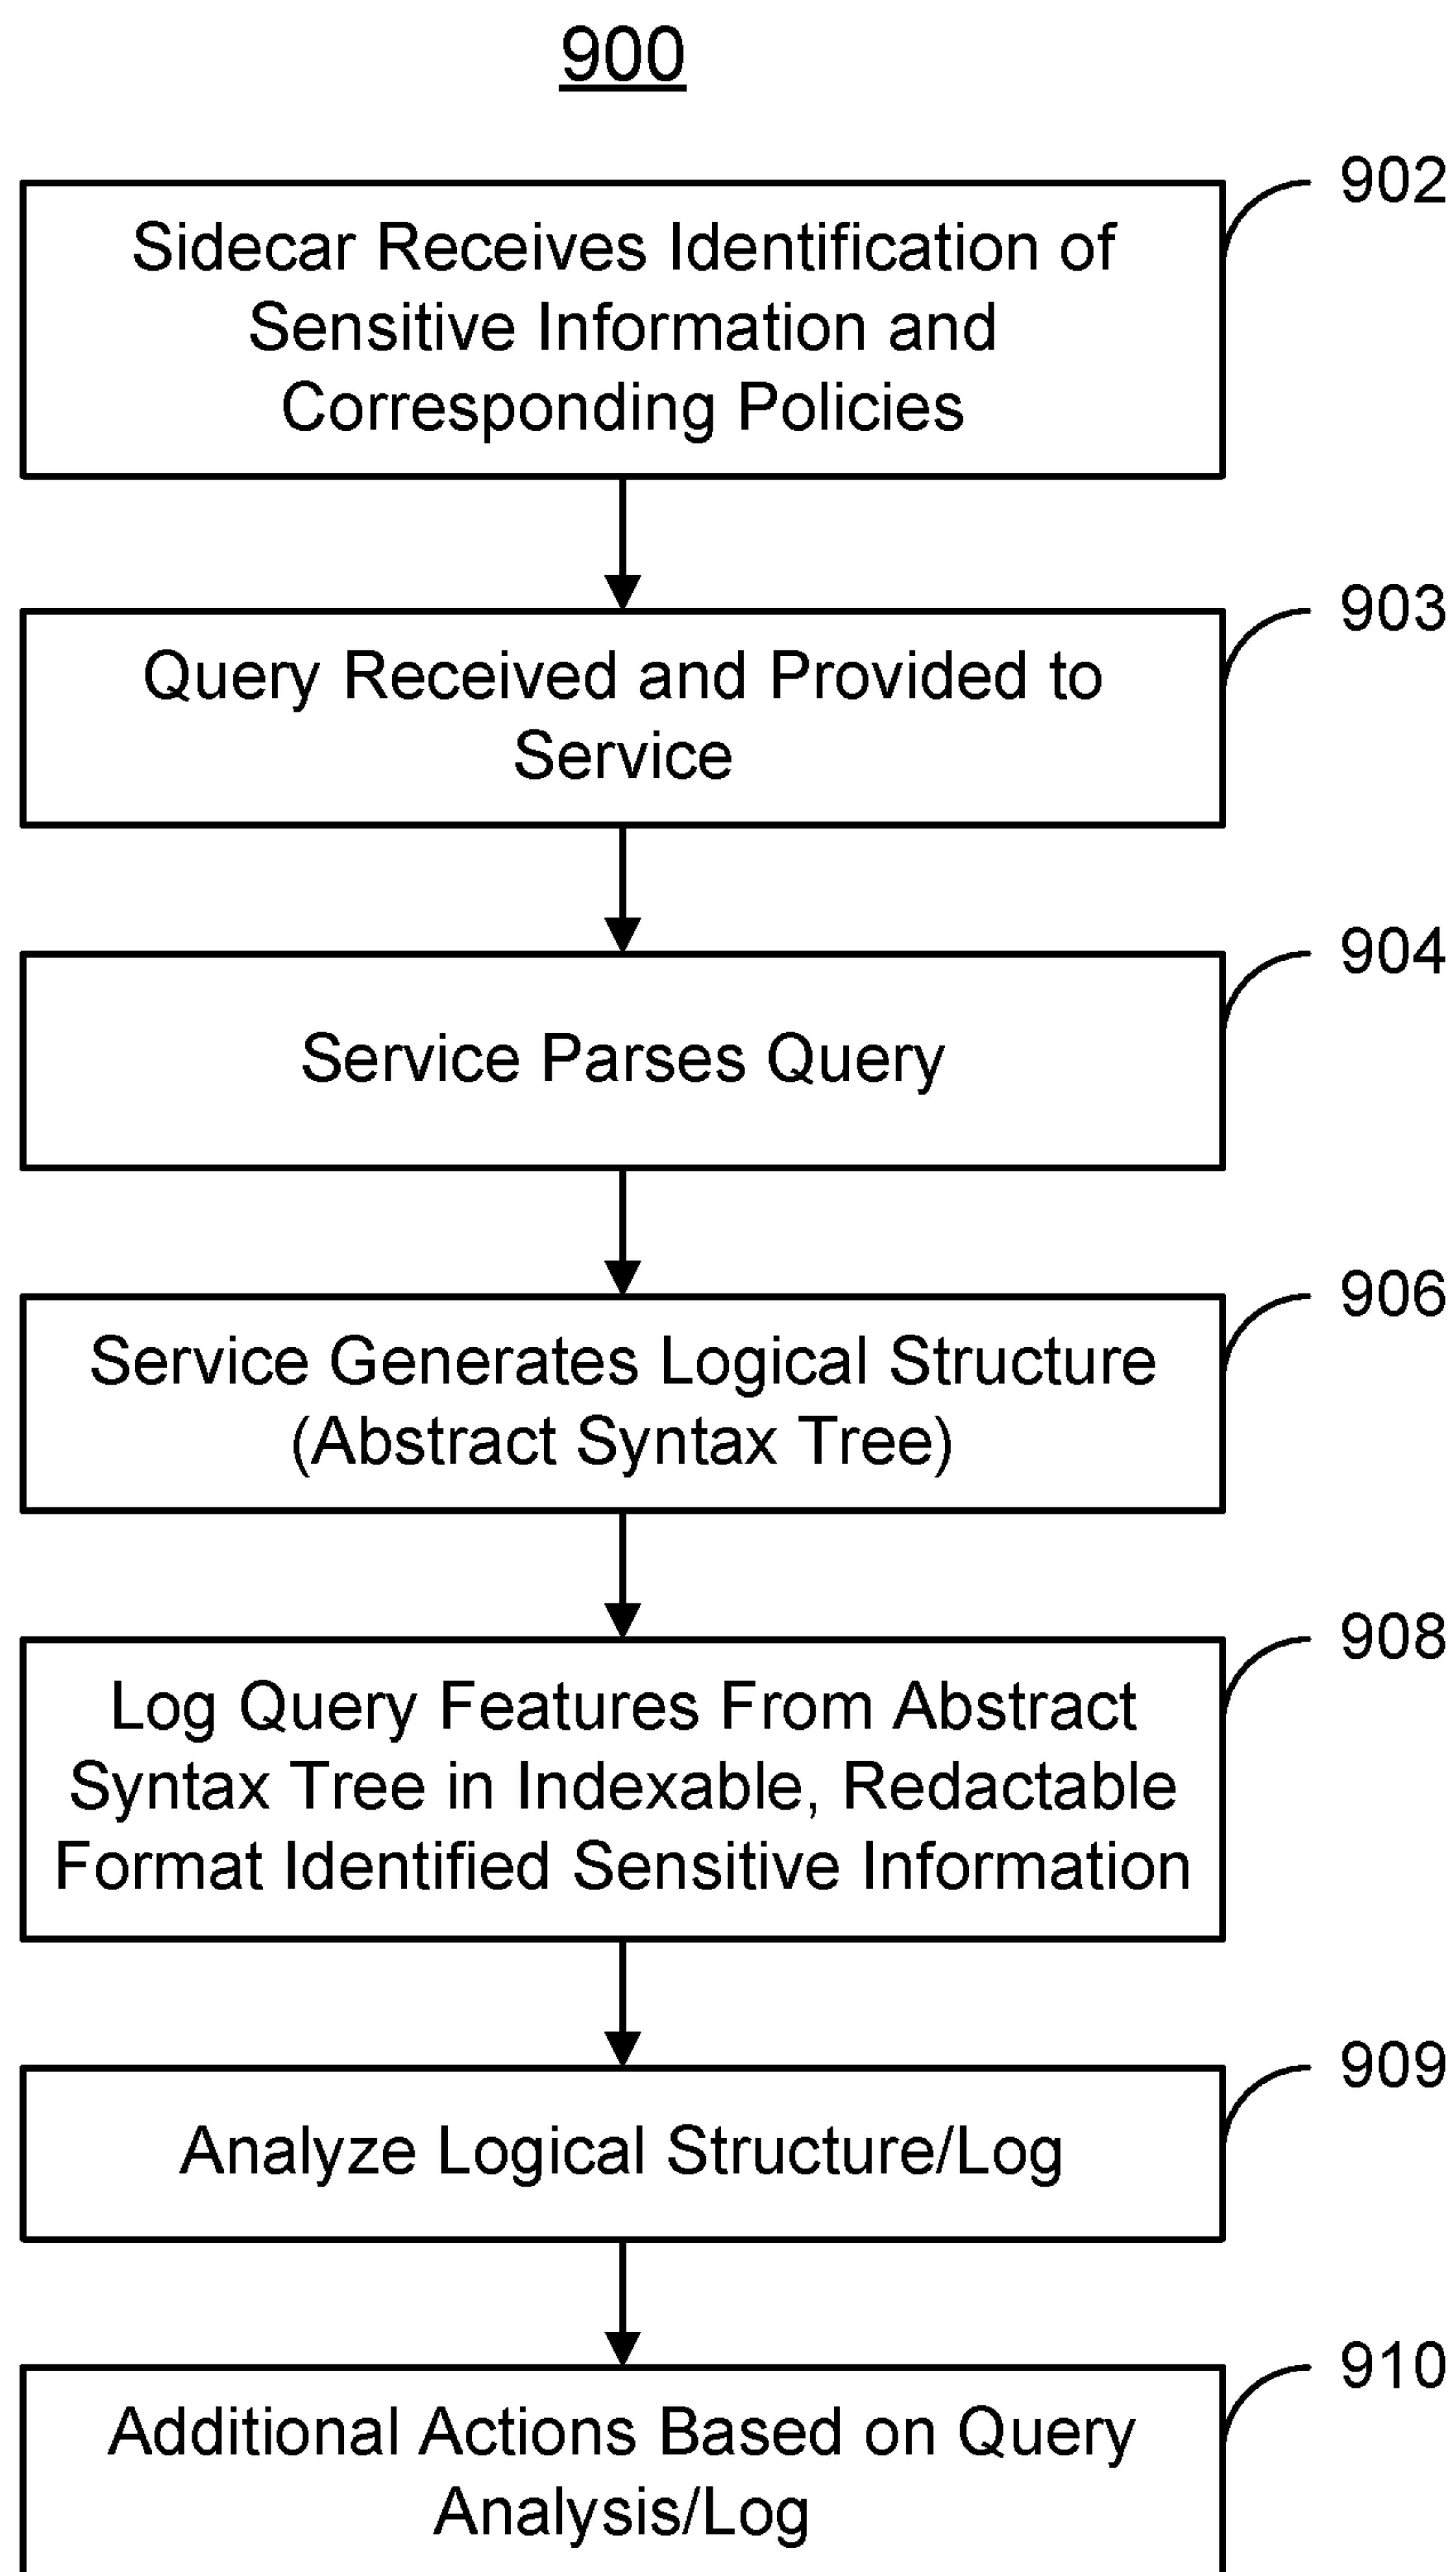 900
902
Sidecar Receives Identification of
Sensitive Information and
Corresponding Policies
903
Query Received and Provided to
Service
904
Service Parses Query
906
Service Generates Logical Structure
(Abstract Syntax Tree)
908
Log Query Features From Abstract
Syntax Tree in Indexable, Redactable
Format Identified Sensitive Information
909
Analyze Logical Structure/Log
910
Additional Actions Based on Query
Analysis/Log